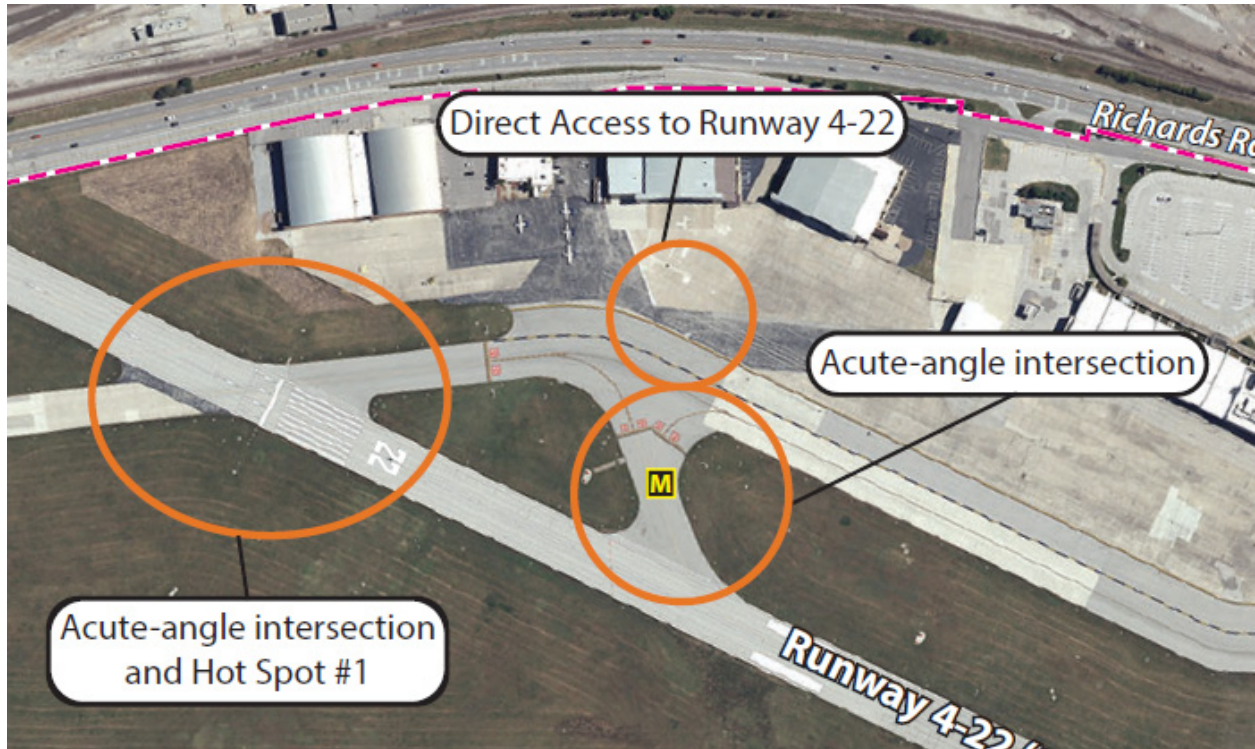 Direct Access to Runway 4-22
Richards
Acute-angle intersection
M
22
Acute-angle intersection
and Hot Spot #1
Runway 4-22